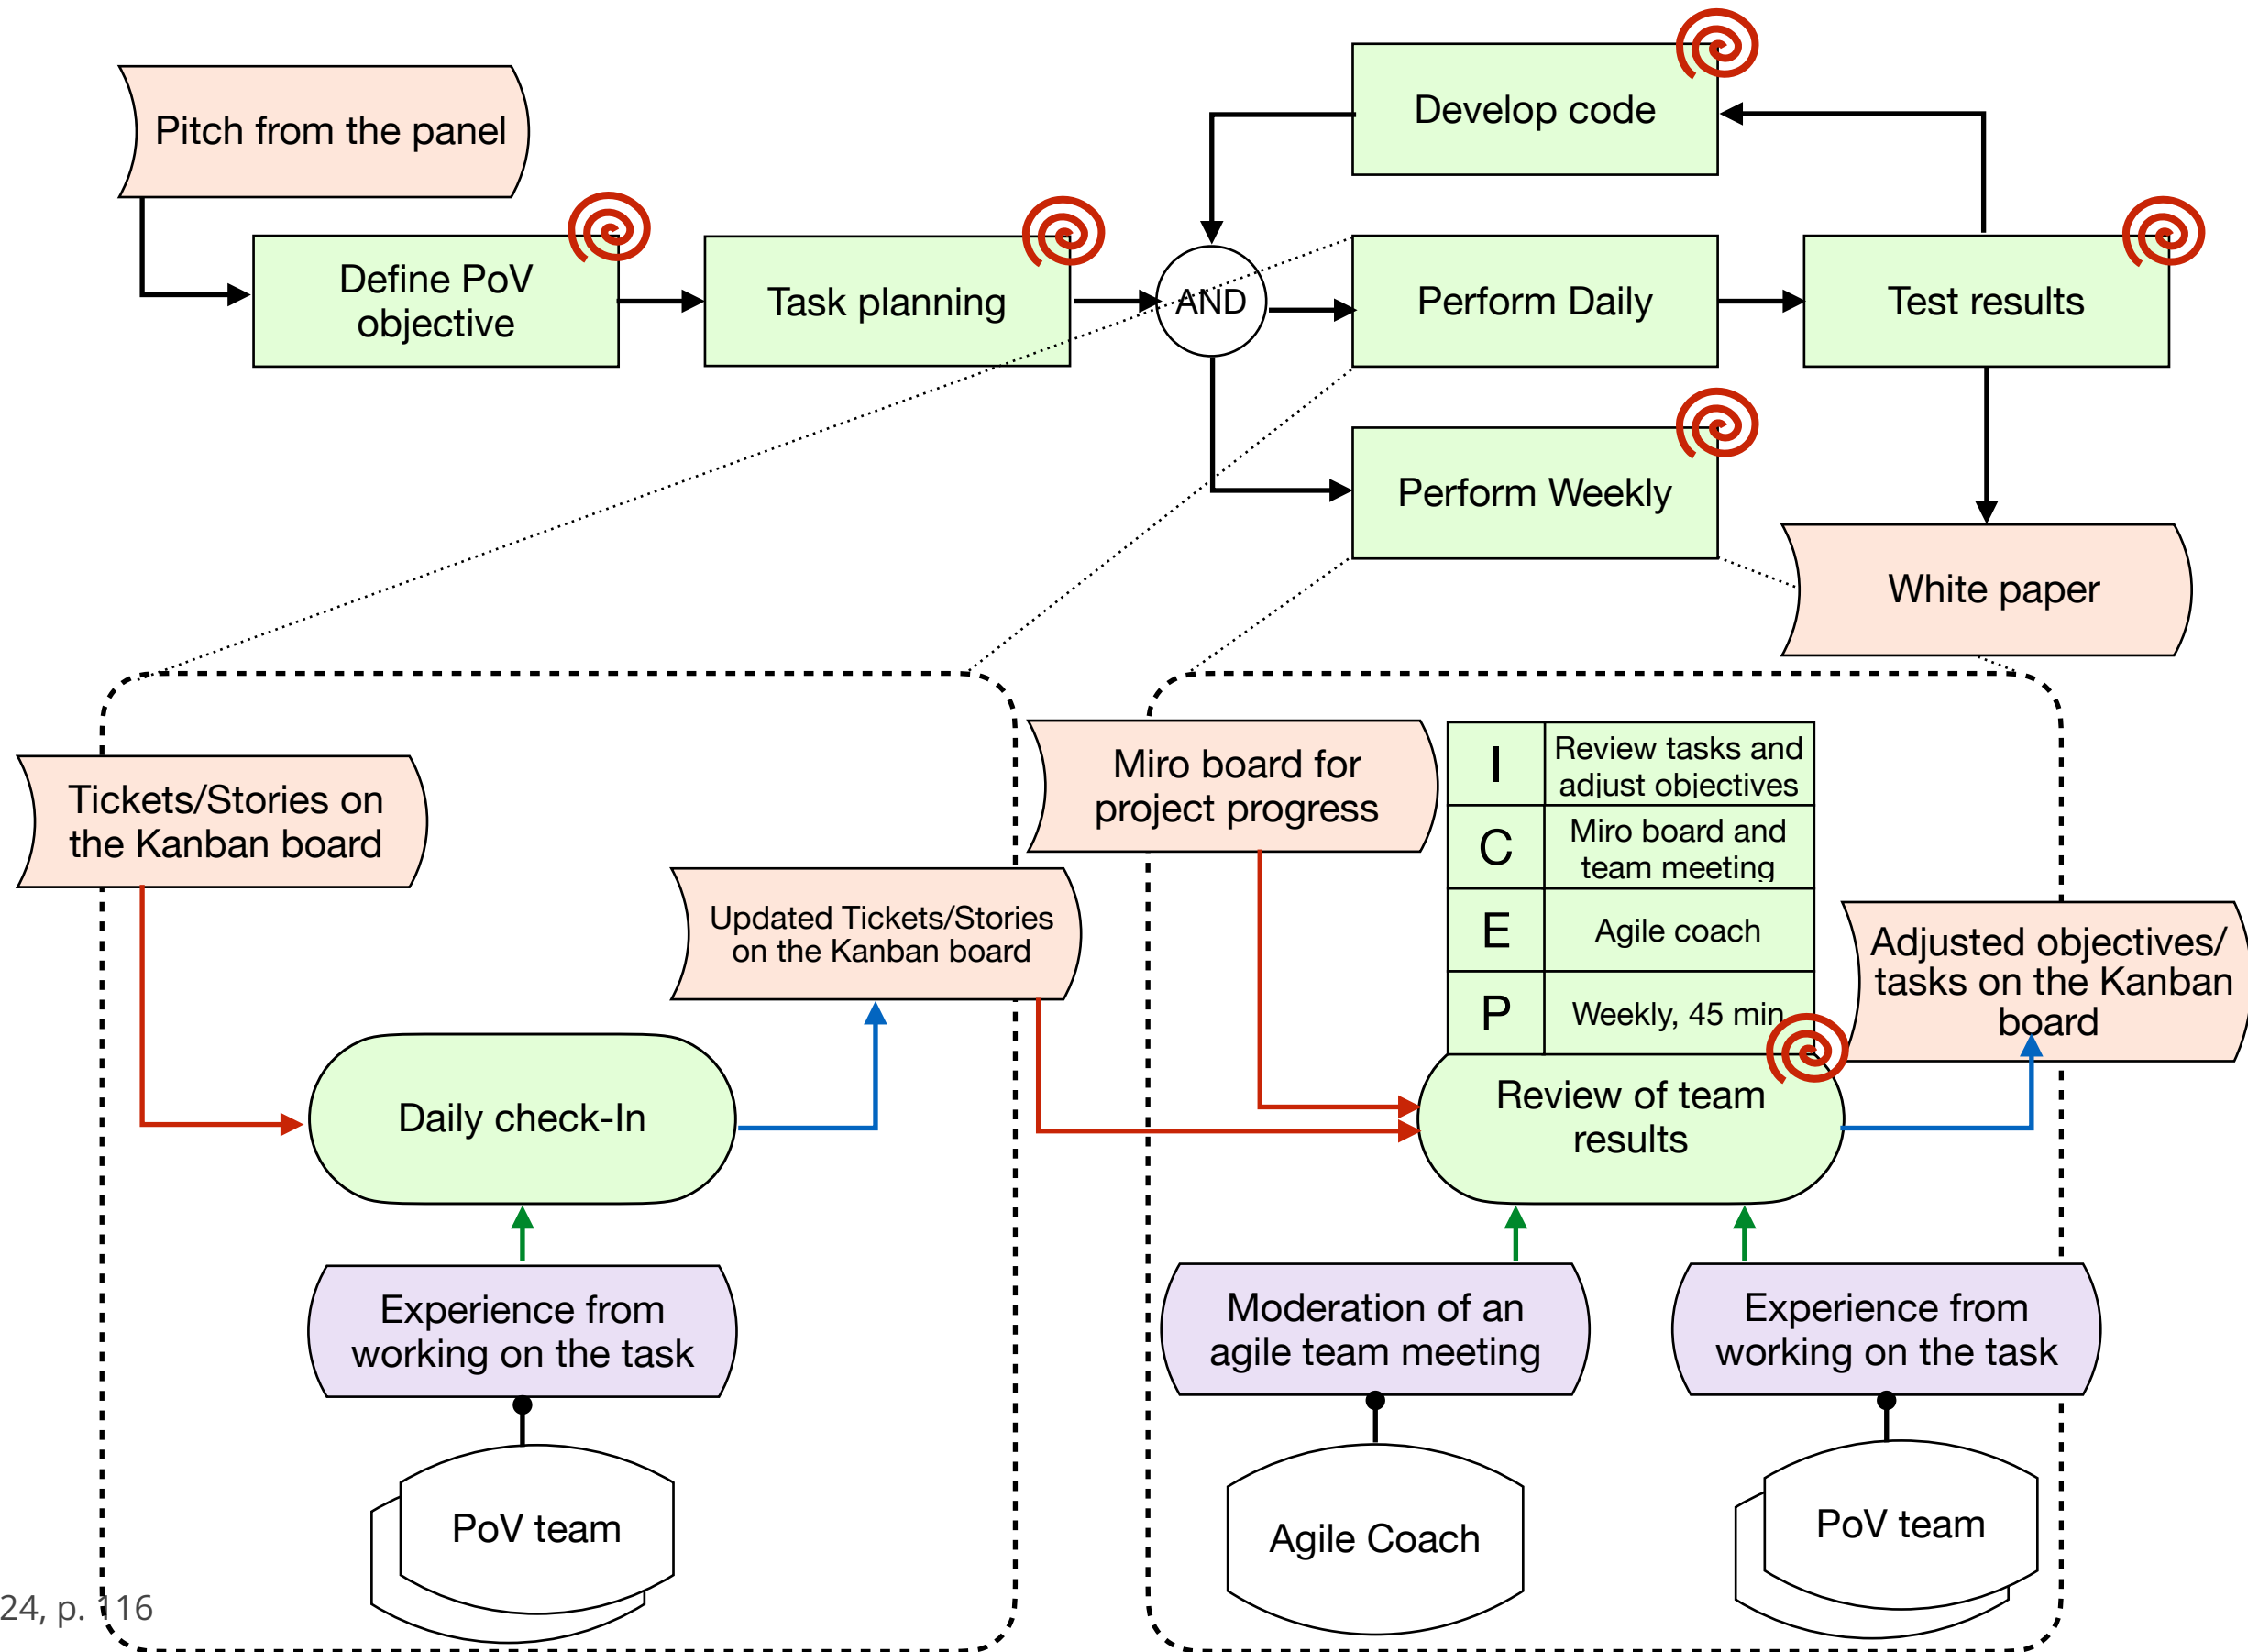 Develop code
Pitch from the panel
Define PoV
objective
Task planning
AND
Perform Daily
Test results
Perform Weekly
White paper
Tickets/Stories on
the Kanban board
Updated Tickets/Stories
on the Kanban board
Daily check-In
Experience from
working on the task
PoV team
Miro board for
project progress
I
Review tasks and
adjust objectives
C
Miro board and
team meeting
E
Agile coach
P
Weekly, 45 min
Adjusted objectives/
tasks on the Kanban
board
Review of team
results
Moderation of an
agile team meeting
Experience from
working on the task
Agile Coach
PoV team
24, p. 116